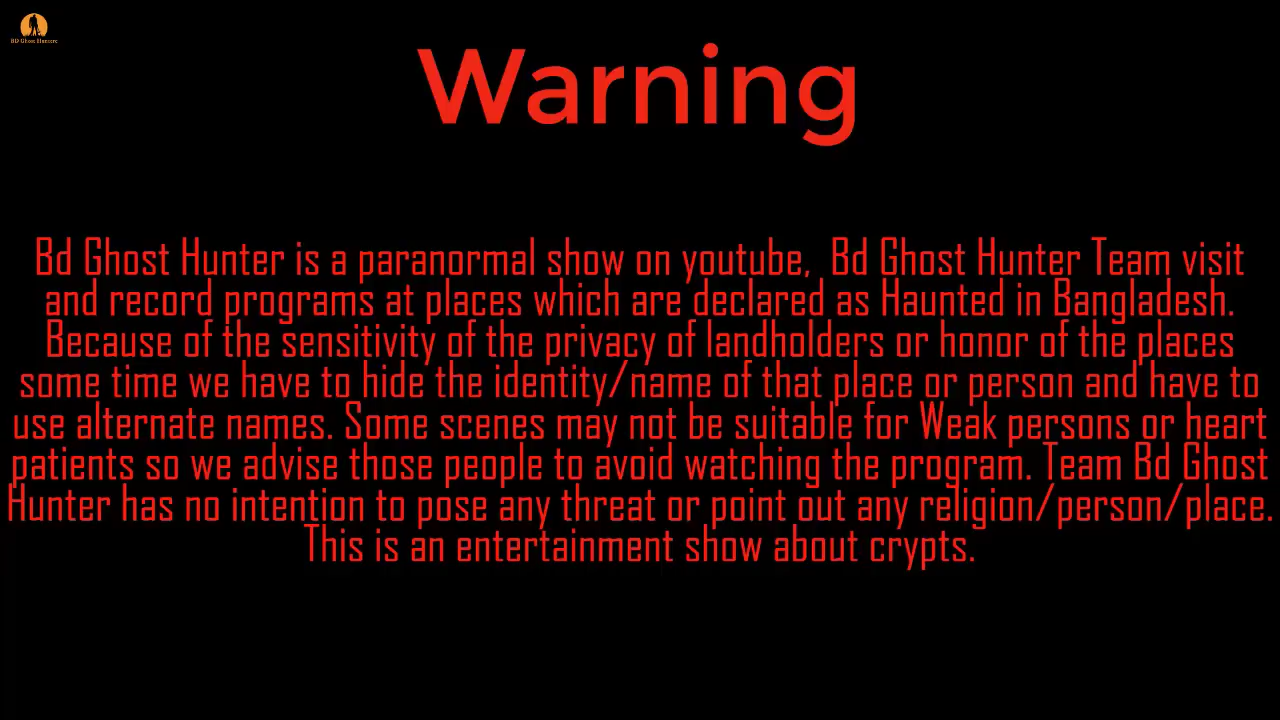 BD Ghost Hunters
Warning
Bd Ghost Hunter is a paranormal show on youtube, Bd Ghost Hunter Team visit
and record programs at places which are declared as Haunted in Bangladesh.
Because of the sensitivity of the privacy of landholders or honor of the places
some time we have to hide the identity/name of that place or person and have to
use alternate names. Some scenes may not be suitable for Weak persons or heart
patients so we advise those people to avoid watching the program. Team Bd Ghost
Hunter has no intention to pose any threat or point out any religion/person/place.
This is an entertainment show about crypts.